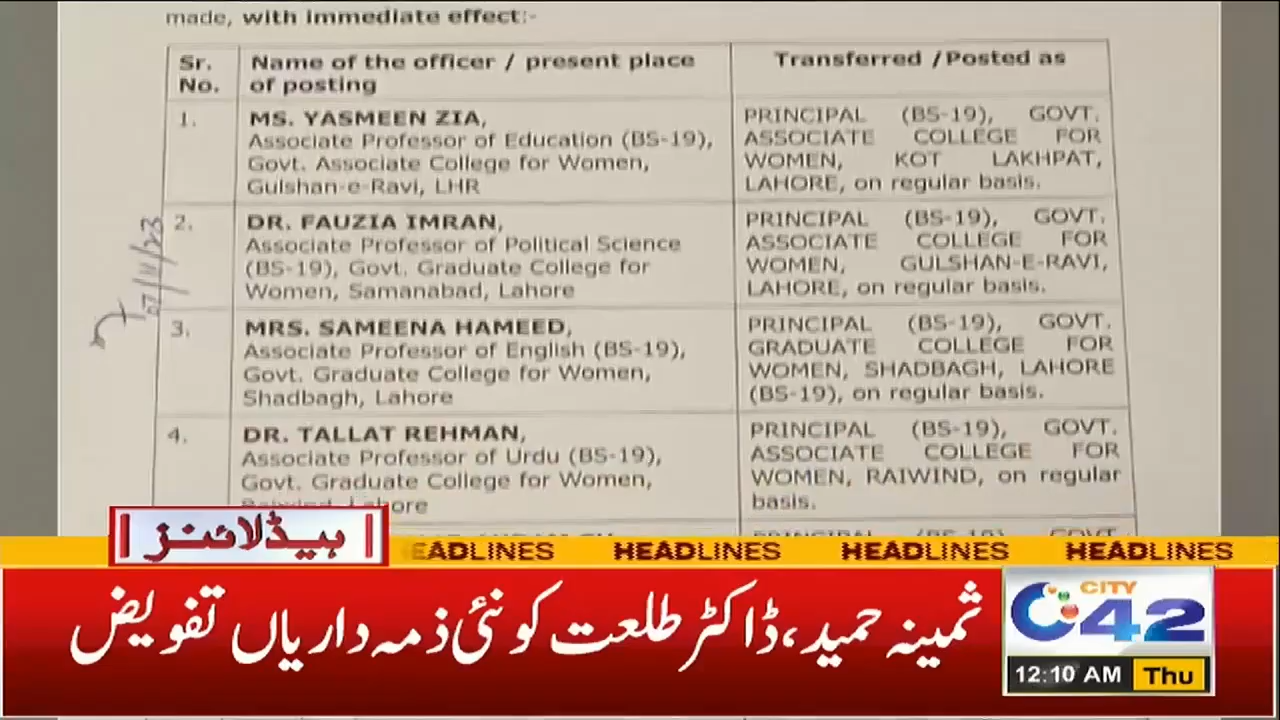 made, with immediate effect:-
Sr. No.
Name of the officer / present place of posting
Transferred /Posted as
1.
MS. YASMEEN ZIA,
Associate Professor of Education (BS-19),
Govt. Associate College for Women,
Gulshan-e-Ravi, LHR
PRINCIPAL (BS-19), GOVT.
ASSOCIATE COLLEGE FOR
WOMEN, KOT LAKHPAT,
LAHORE, on regular basis.
2.
DR. FAUZIA IMRAN,
Associate Professor of Political Science
(BS-19), Govt. Graduate College for
Women, Samanabad, Lahore
PRINCIPAL (BS-19), GOVT.
ASSOCIATE COLLEGE FOR
WOMEN, GULSHAN-E-RAVI,
LAHORE, on regular basis.
07/11/23
3.
MRS. SAMEENA HAMEED,
Associate Professor of English (BS-19),
Govt. Graduate College for Women,
Shadbagh, Lahore
PRINCIPAL (BS-19), GOVT.
GRADUATE COLLEGE FOR
WOMEN, SHADBAGH, LAHORE
(BS-19), on regular basis.
4.
DR. TALLAT REHMAN,
Associate Professor of Urdu (BS-19),
Govt. Graduate College for Women,
Lahore
PRINCIPAL (BS-19), GOVT.
ASSOCIATE COLLEGE FOR
WOMEN, RAIWIND, on regular
basis.
ہیڈلائنز
EADLINES HEADLINES HEADLINES HEADLINES
ثمینہ حمید، ڈاکٹر طلعت کو نئی ذمہ داریاں تفویض
CITY
42
12:10 AM Thu